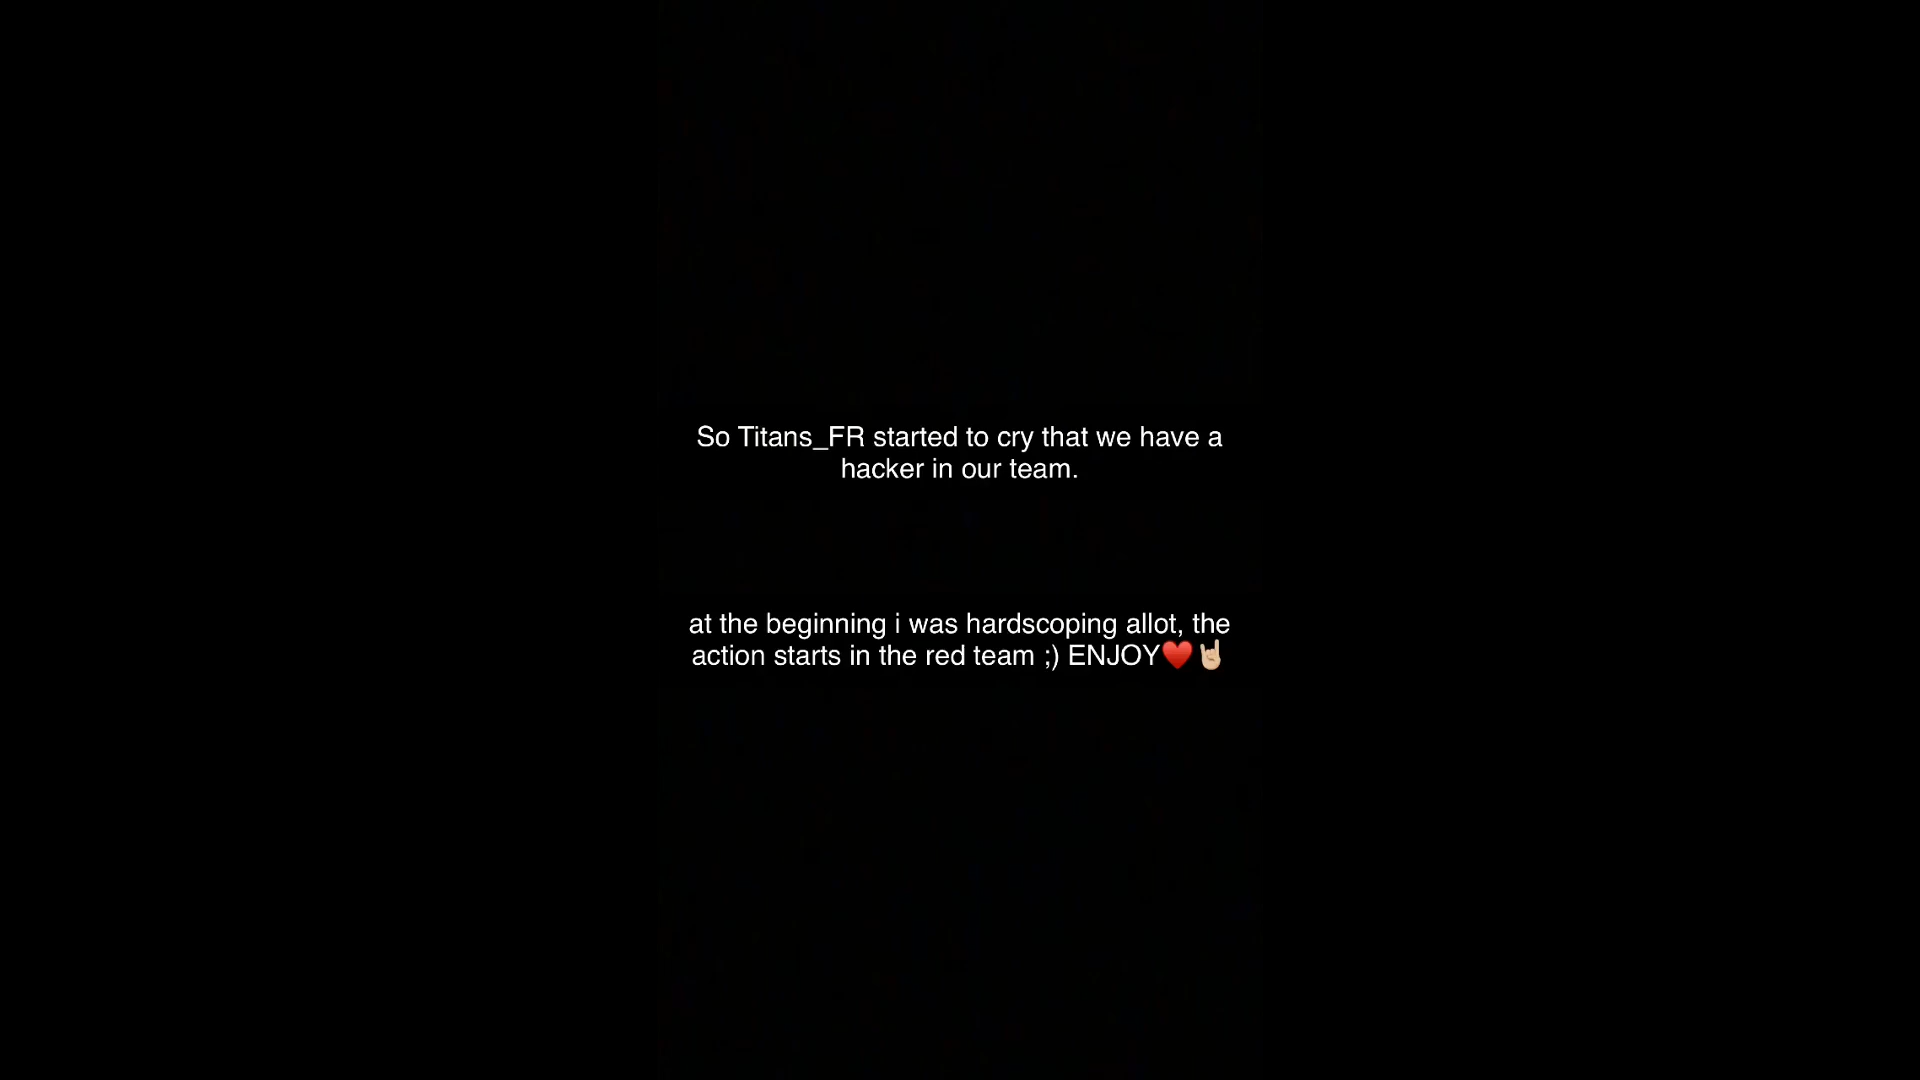 So Titans_FR started to cry that we have a
hacker in our team.
at the beginning i was hardscoping allot, the
action starts in the red team ;) ENJOY♥️🤘🏼